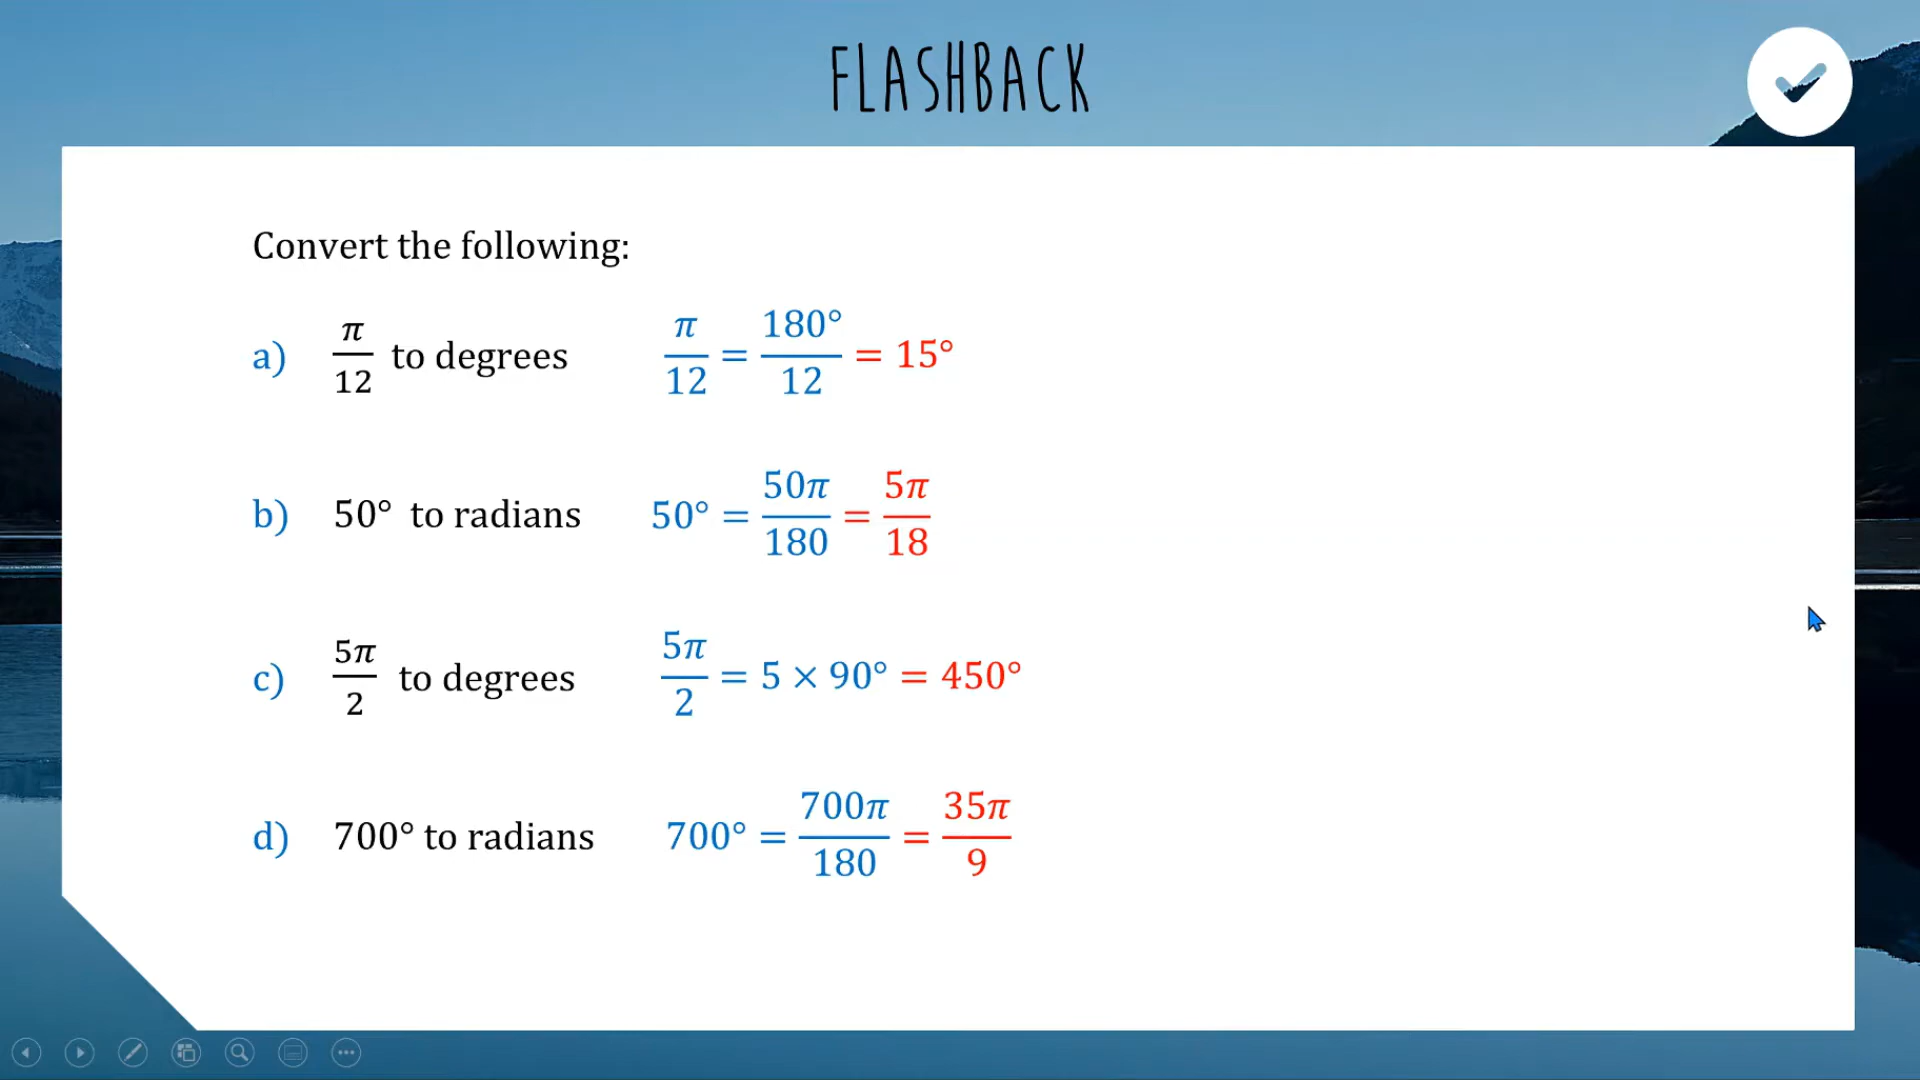 FLASHBACK
Convert the following:
a) π/12 to degrees π/12 = 180°/12 = 15°
b) 50° to radians 50° = 50π/180 = 5π/18
c) 5π/2 to degrees 5π/2 = 5 × 90° = 450°
d) 700° to radians 700° = 700π/180 = 35π/9